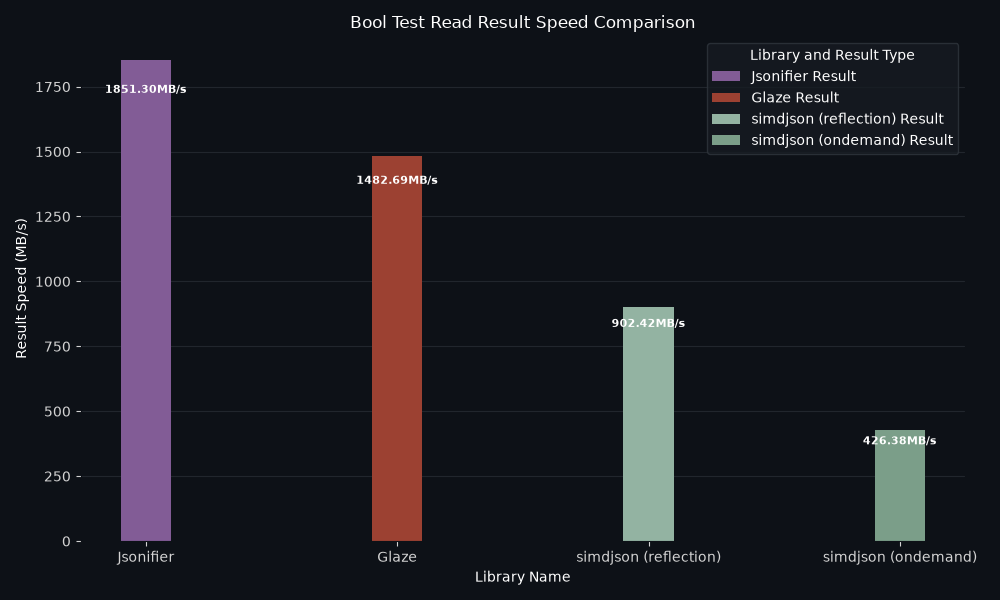 Bool Test Read Result Speed Comparison
Library and Result Type
Jsonifier Result
Glaze Result
simdjson (reflection) Result
simdjson (ondemand) Result
Result Speed (MB/s)
1750
1500
1250
1000
750
500
250
0
1851.30MB/s
1482.69MB/s
902.42MB/s
426.38MB/s
Jsonifier
Glaze
simdjson (reflection)
simdjson (ondemand)
Library Name